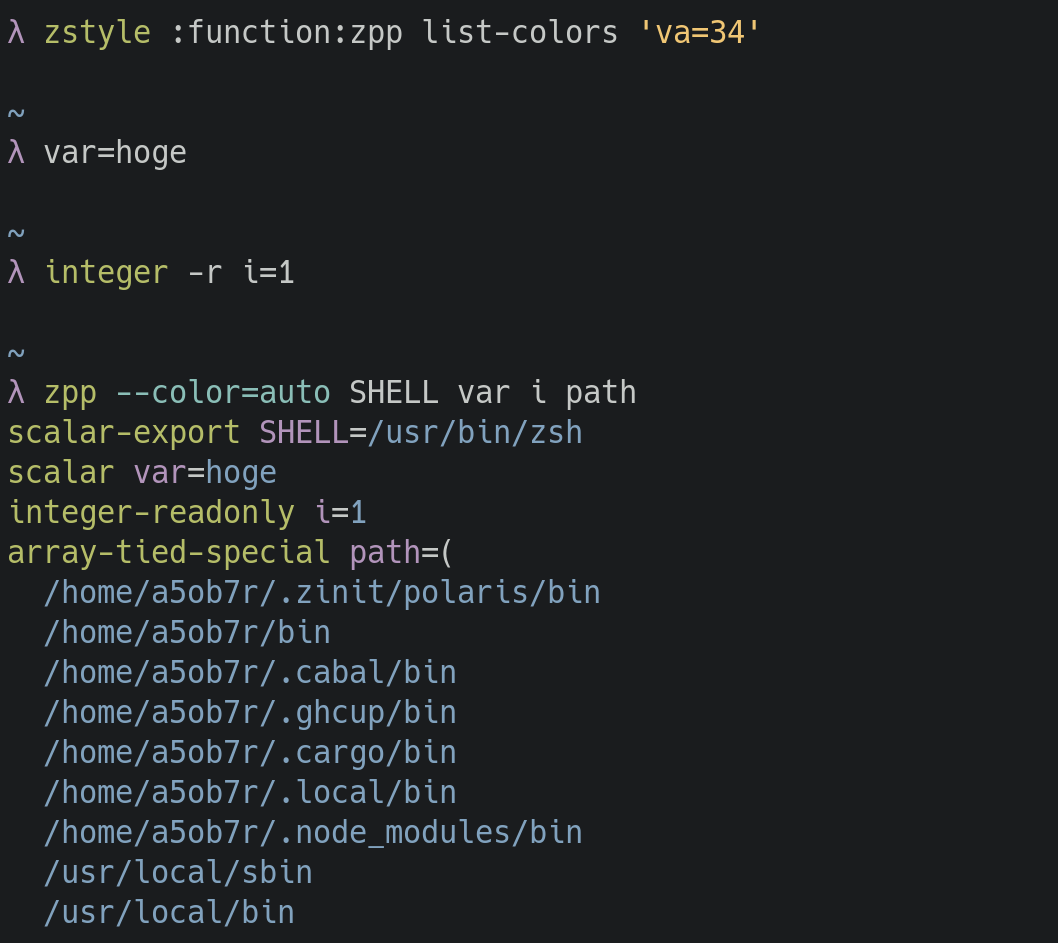 λ zstyle :function:zpp list-colors 'va=34'
~
λ var=hoge
~
λ integer -r i=1
~
λ zpp --color=auto SHELL var i path
scalar-export SHELL=/usr/bin/zsh
scalar var=hoge
integer-readonly i=1
array-tied-special path=(
  /home/a5ob7r/.zinit/polaris/bin
  /home/a5ob7r/bin
  /home/a5ob7r/.cabal/bin
  /home/a5ob7r/.ghcup/bin
  /home/a5ob7r/.cargo/bin
  /home/a5ob7r/.local/bin
  /home/a5ob7r/.node_modules/bin
  /usr/local/sbin
  /usr/local/bin